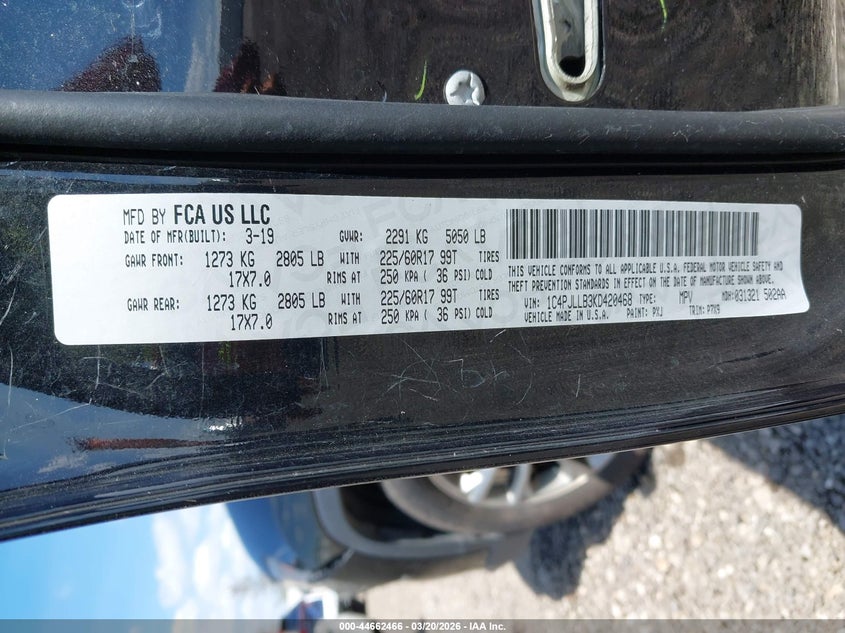 MFD BY FCA US LLC
DATE OF MFR(BUILT): 3-19 GVWR: 2291 KG 5050 LB
GAWR FRONT: 1273 KG 2805 LB WITH 225/60R17 99T TIRES
17X7.0 RIMS AT 250 KPA ( 36 PSI) COLD
GAWR REAR: 1273 KG 2805 LB WITH 225/60R17 99T TIRES
17X7.0 RIMS AT 250 KPA ( 36 PSI) COLD
THIS VEHICLE CONFORMS TO ALL APPLICABLE U.S.A. FEDERAL MOTOR VEHICLE SAFETY AND
THEFT PREVENTION STANDARDS IN EFFECT ON THE DATE OF MANUFACTURE SHOWN ABOVE.
VIN: 1C4PJLLB3KD420468 TYPE: MPV MDH: 031321 502AA
VEHICLE MADE IN U.S.A. PAINT: PXJ TRIM: P7X9
000-44662466 - 03/20/2026 - IAA Inc.